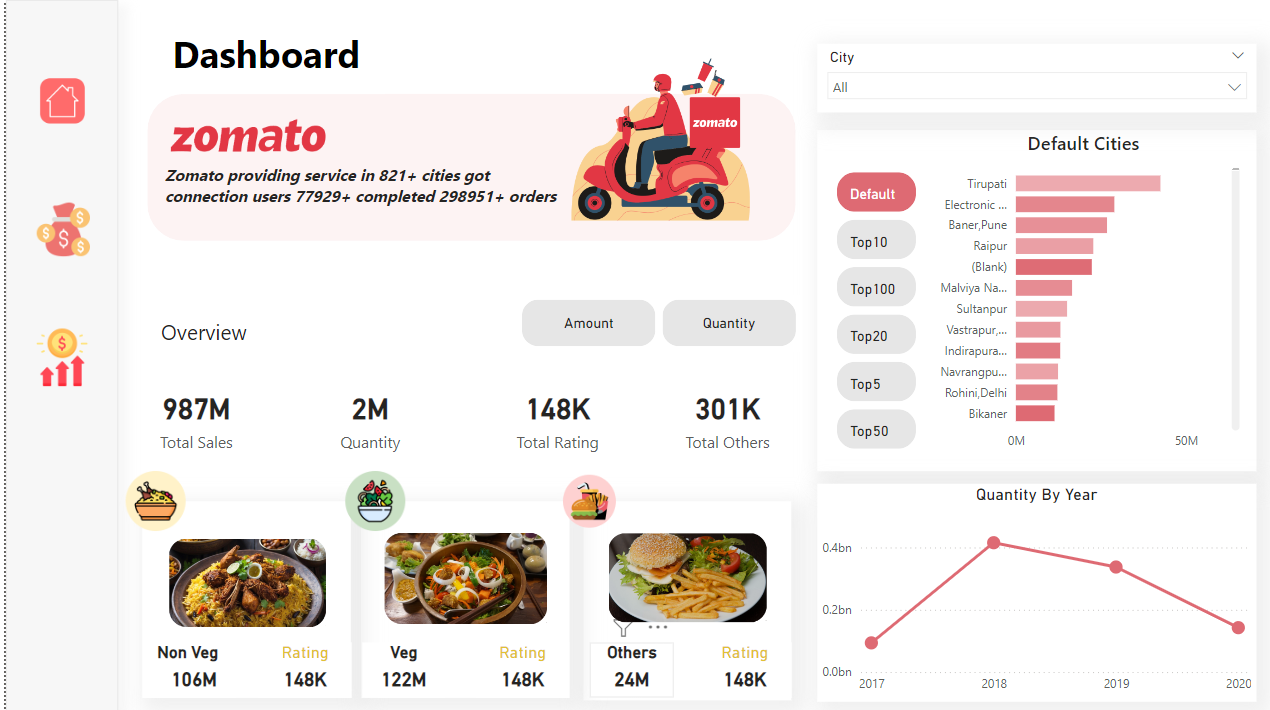 Dashboard
zomato
zomato
Zomato providing service in 821+ cities got
connection users 77929+ completed 298951+ orders
Overview
Amount
Quantity
987M
Total Sales
2M
Quantity
148K
Total Rating
301K
Total Others
Non Veg
106M
Rating
148K
Veg
122M
Rating
148K
Others
24M
Rating
148K
City
All
Default Cities
Default
Top10
Top100
Top20
Top5
Top50
Tirupati
Electronic ...
Baner,Pune
Raipur
(Blank)
Malviya Na...
Sultanpur
Vastrapur,...
Indirapura...
Navrangpu...
Rohini,Delhi
Bikaner
0M 50M
Quantity By Year
0.4bn
0.2bn
0.0bn
2017 2018 2019 2020